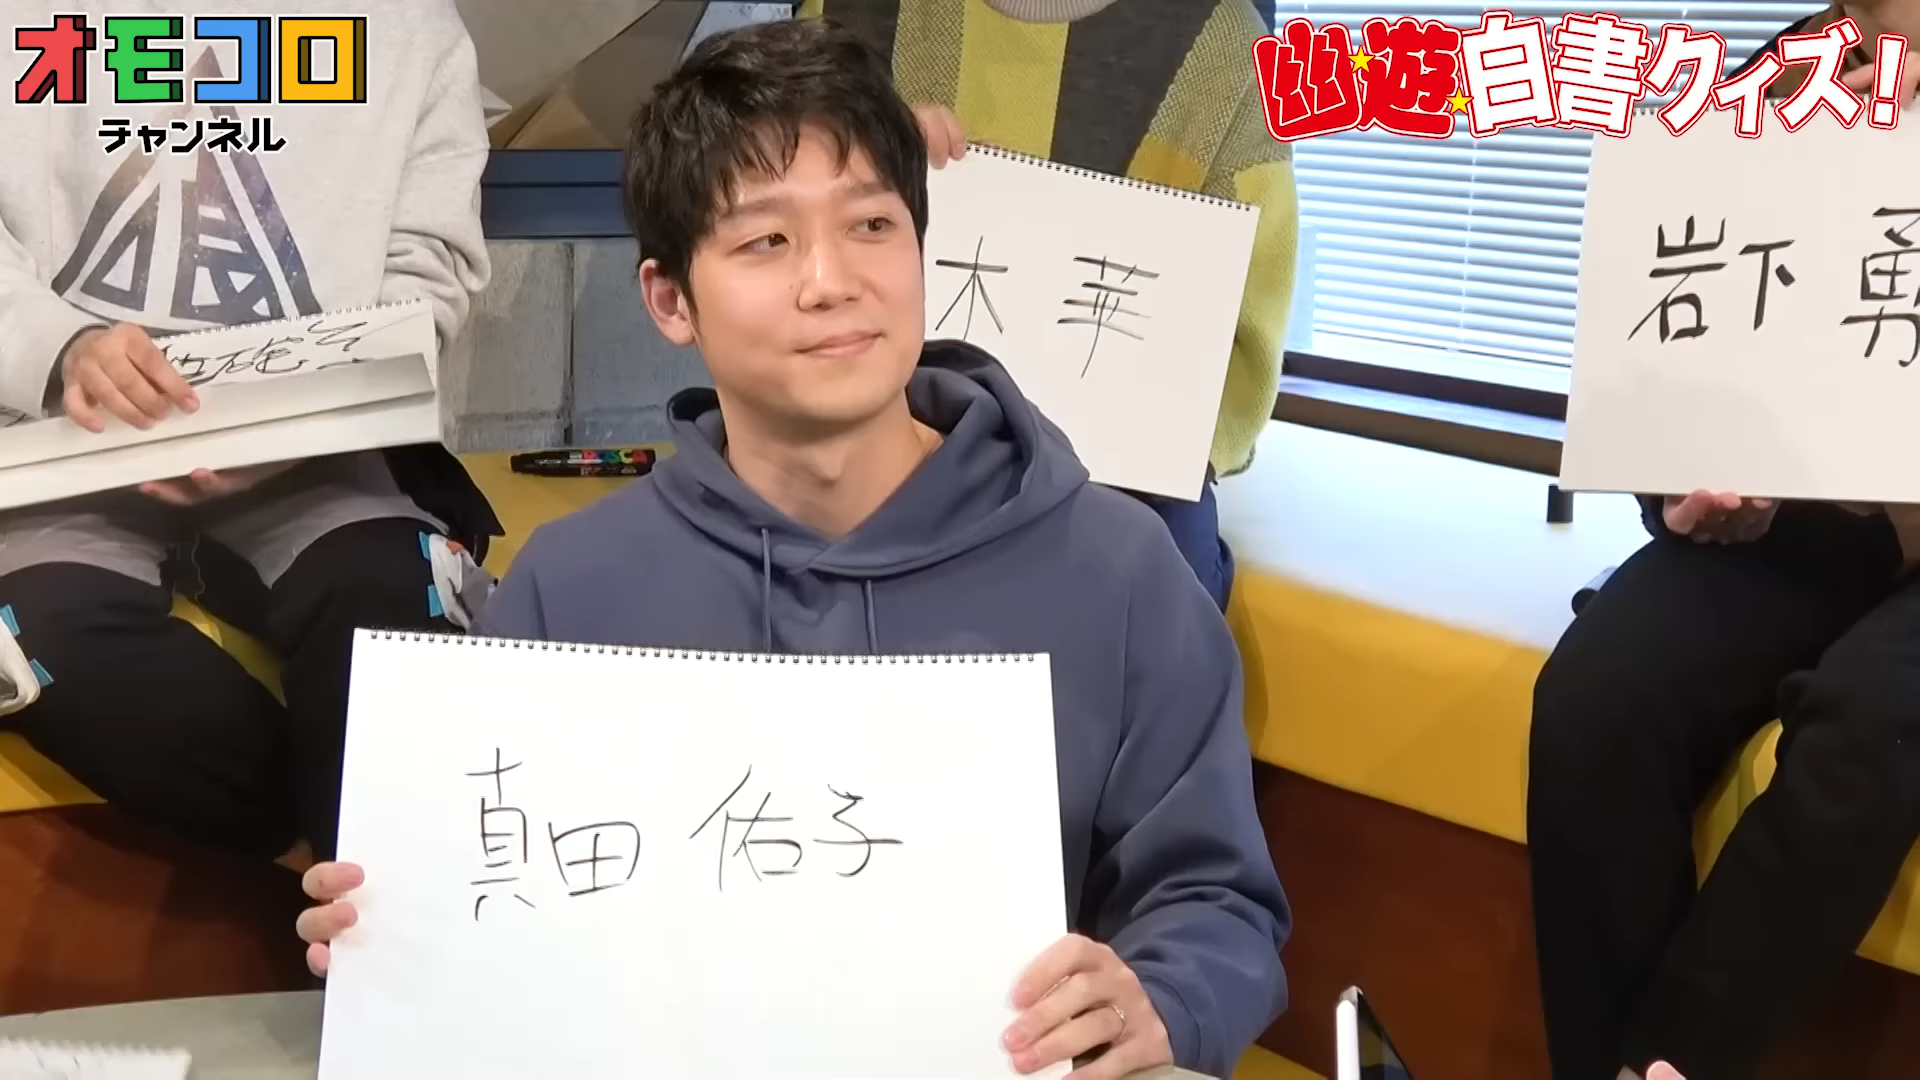 オモコロ
チャンネル
幽☆遊☆白書クイズ！
木 華
岩下 勇
真田 佑子